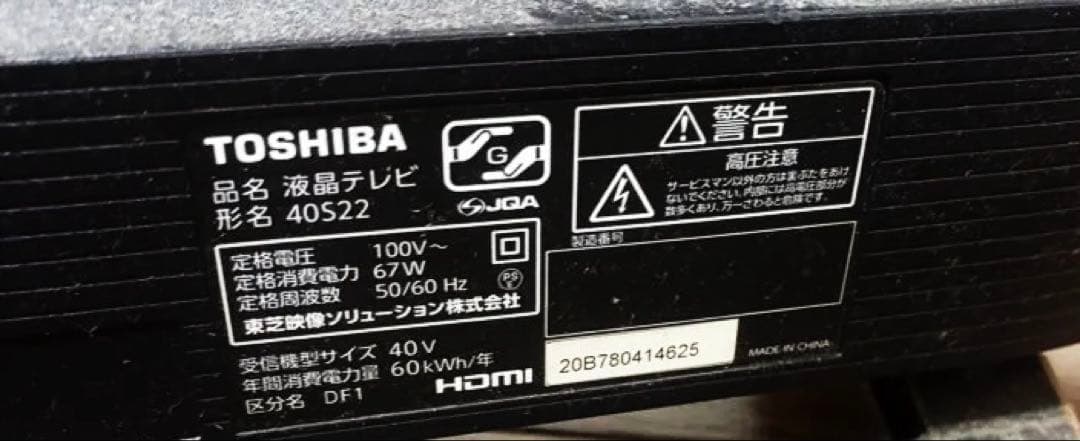 TOSHIBA
品名 液晶テレビ
形名 40S22
G
JQA
定格電圧 100V～
定格消費電力 67W
定格周波数 50/60 Hz
PS
E
東芝映像ソリューション株式会社
受信機型サイズ 40V
年間消費電力量 60kWh/年
区分名 DF1
HDMI
警告
高圧注意
サービスマン以外の方は裏ぶたをあけ
ないでください。内部には高電圧部分が
数多くあり、万一さわると危険です。
製造番号
20B780414625
MADE IN CHINA